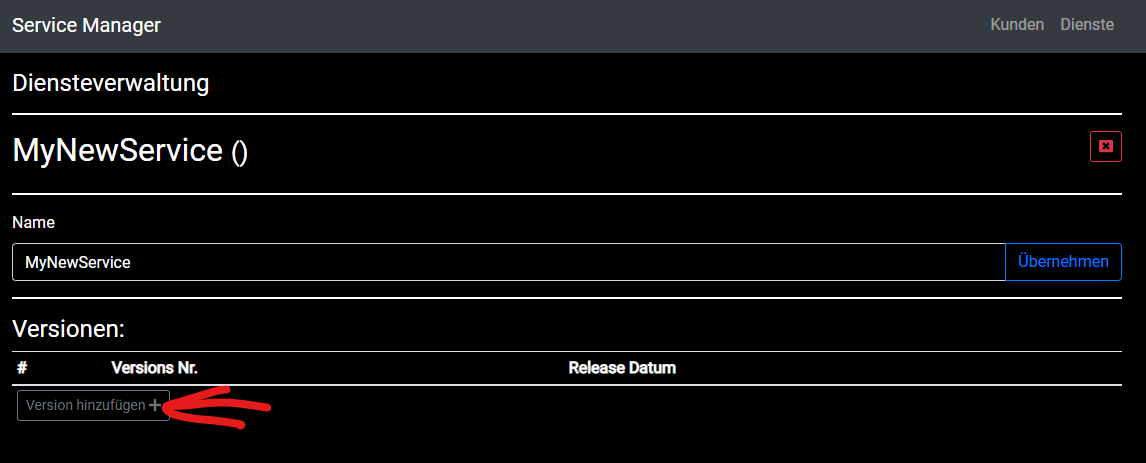 Service Manager Kunden Dienste
Diensteverwaltung
MyNewService ()
Name
MyNewService Übernehmen
Versionen:
# Versions Nr. Release Datum
Version hinzufügen +